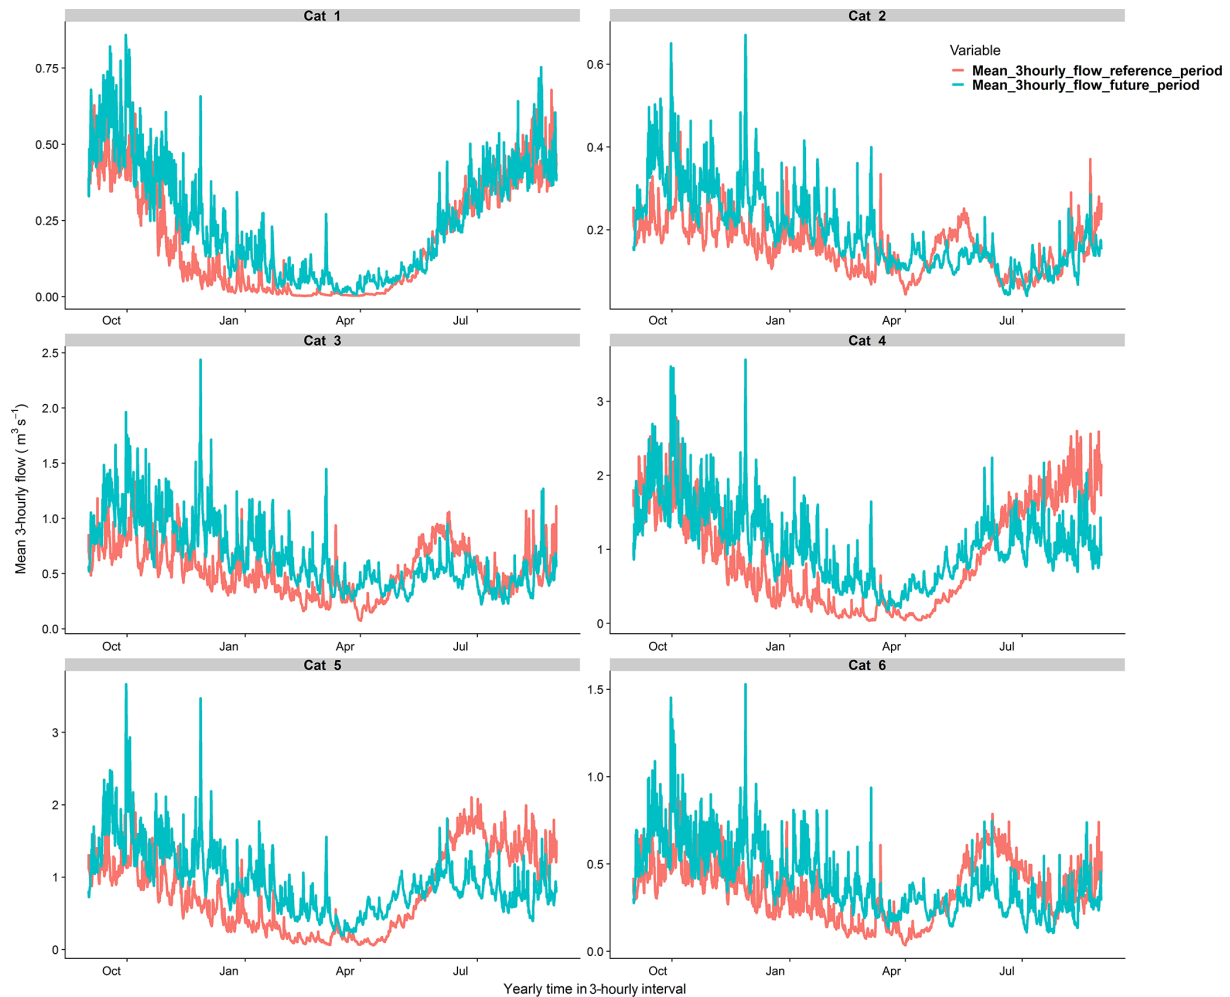 Cat 1
Cat 2
Variable
Mean_3hourly_flow_reference_period
Mean_3hourly_flow_future_period
0.75
0.50
0.25
0.00
Oct
Jan
Apr
Jul
0.6
0.4
0.2
Oct
Jan
Apr
Jul
Cat 3
Cat 4
Mean 3-hourly flow ( m³ s⁻¹)
2.5
2.0
1.5
1.0
0.5
0.0
Oct
Jan
Apr
Jul
3
2
1
0
Oct
Jan
Apr
Jul
Cat 5
Cat 6
3
2
1
0
Oct
Jan
Apr
Jul
1.5
1.0
0.5
0.0
Oct
Jan
Apr
Jul
Yearly time in 3-hourly interval